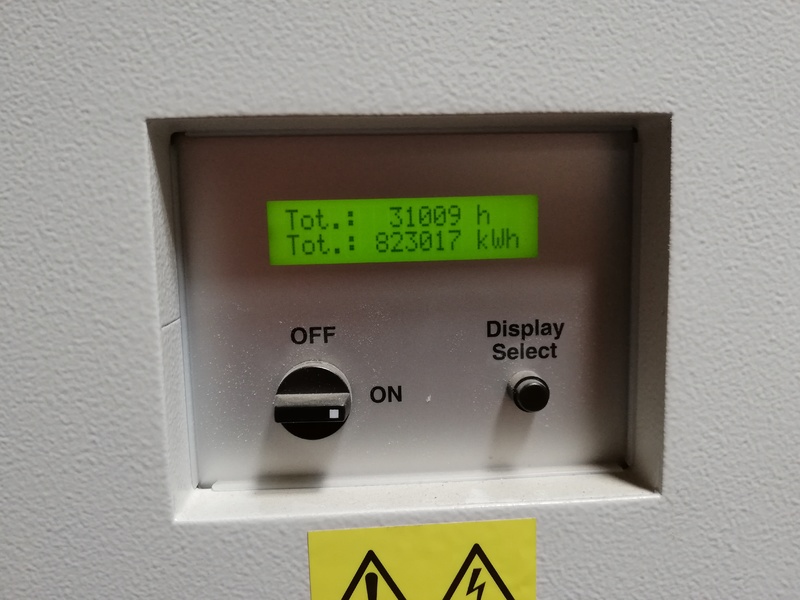 Tot.: 31009 h
Tot.: 823017 kWh
OFF
ON
Display
Select